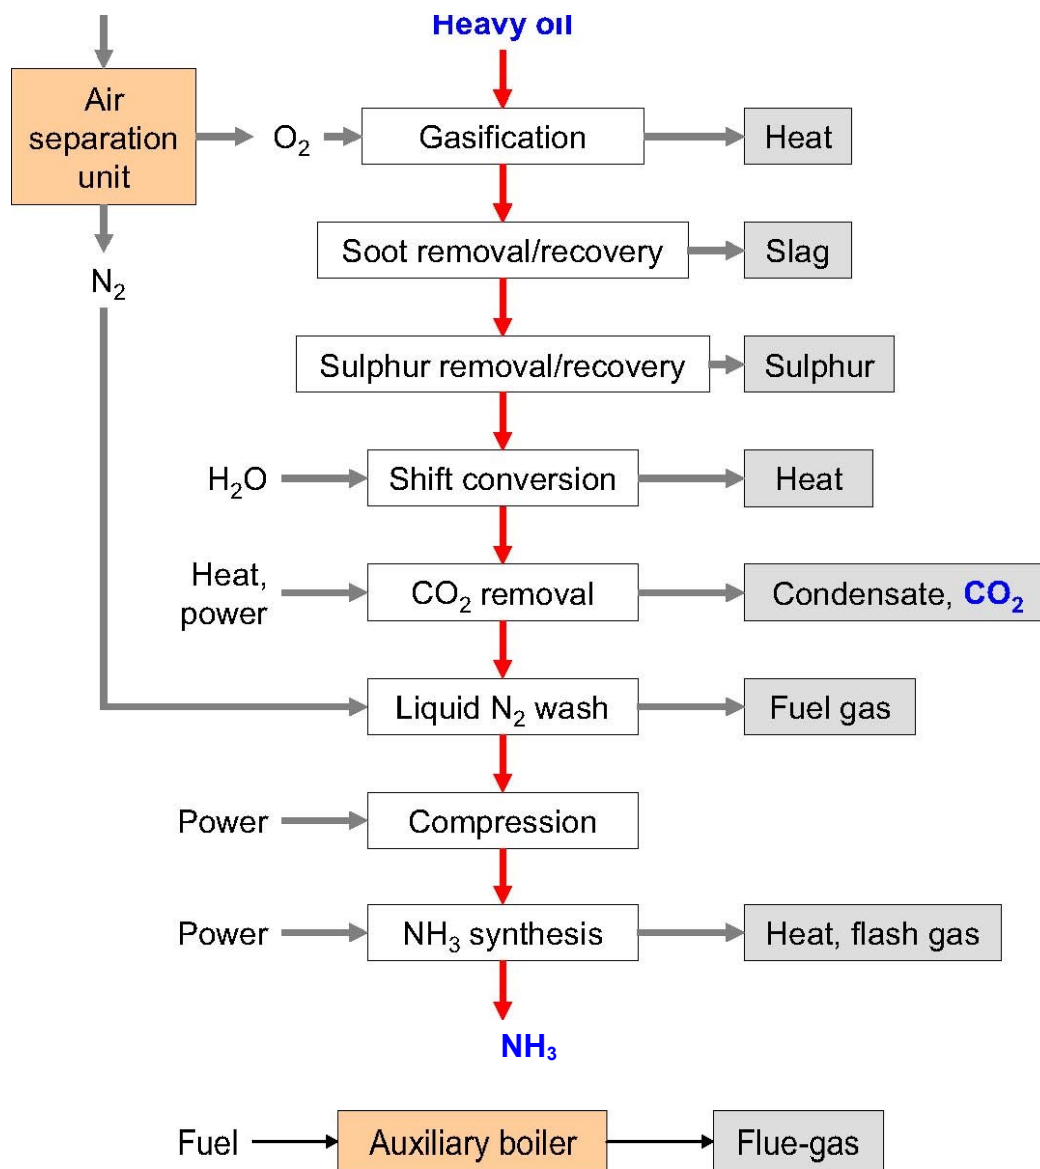 Heavy oil
Air
separation
unit
O₂
Gasification
Heat
Soot removal/recovery
Slag
N₂
Sulphur removal/recovery
Sulphur
H₂O
Shift conversion
Heat
Heat,
power
CO₂ removal
Condensate, CO₂
Liquid N₂ wash
Fuel gas
Power
Compression
Power
NH₃ synthesis
Heat, flash gas
NH₃
Fuel
Auxiliary boiler
Flue-gas